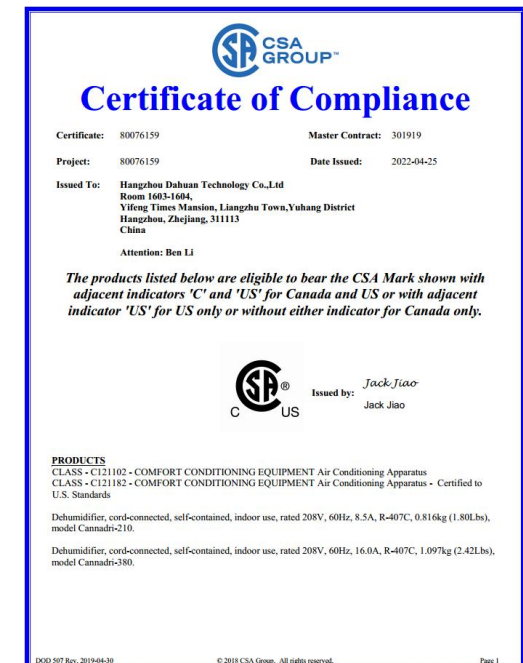 CSA
GROUP™
Certificate of Compliance
Certificate: 80076159 Master Contract: 301919
Project: 80076159 Date Issued: 2022-04-25
Issued To: Hangzhou Dahuan Technology Co.,Ltd
Room 1603-1604,
Yifeng Times Mansion, Liangzhu Town,Yuhang District
Hangzhou, Zhejiang, 311113
China
Attention: Ben Li
The products listed below are eligible to bear the CSA Mark shown with
adjacent indicators 'C' and 'US' for Canada and US or with adjacent
indicator 'US' for US only or without either indicator for Canada only.
CSA ®
C US
Issued by: Jack Jiao
Jack Jiao
PRODUCTS
CLASS - C121102 - COMFORT CONDITIONING EQUIPMENT Air Conditioning Apparatus
CLASS - C121182 - COMFORT CONDITIONING EQUIPMENT Air Conditioning Apparatus - Certified to
U.S. Standards
Dehumidifier, cord-connected, self-contained, indoor use, rated 208V, 60Hz, 8.5A, R-407C, 0.816kg (1.80Lbs),
model Cannadri-210.
Dehumidifier, cord-connected, self-contained, indoor use, rated 208V, 60Hz, 16.0A, R-407C, 1.097kg (2.42Lbs),
model Cannadri-380.
DOD 507 Rev. 2019-04-30 © 2018 CSA Group. All rights reserved. Page 1